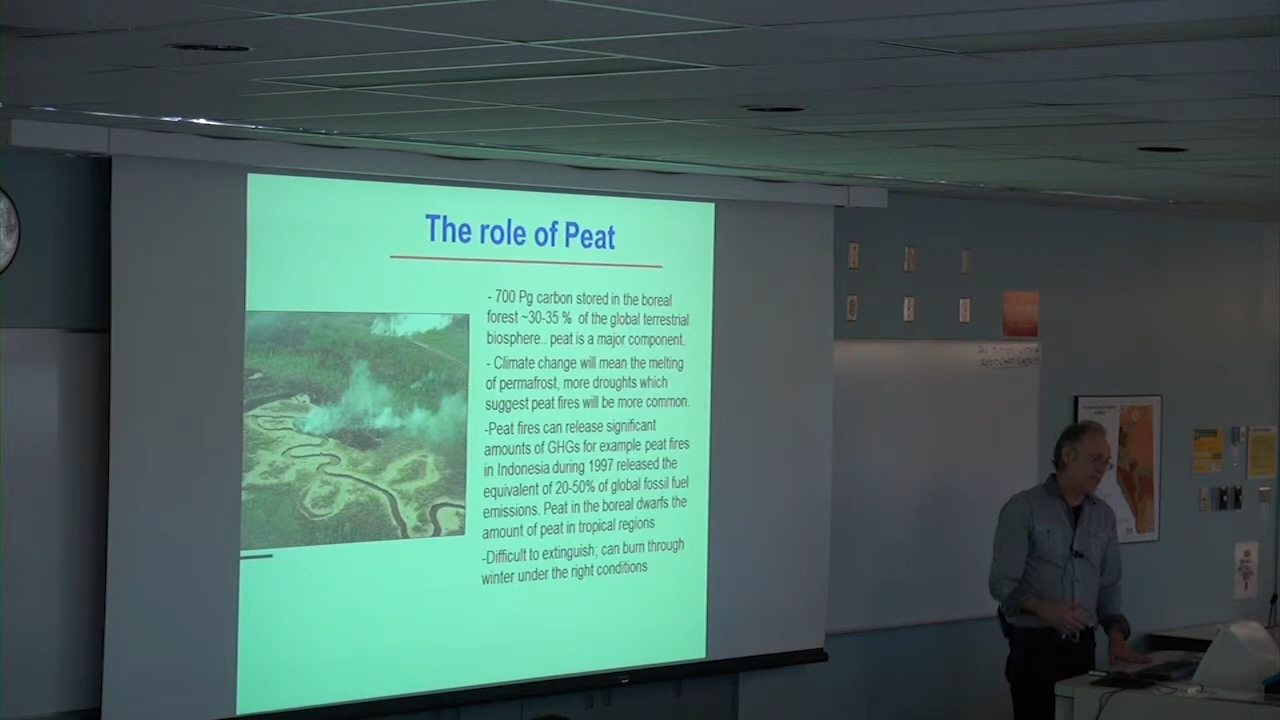 The role of Peat
- 700 Pg carbon stored in the boreal
forest ~30-35 % of the global terrestrial
biosphere.. peat is a major component.
- Climate change will mean the melting
of permafrost, more droughts which
suggest peat fires will be more common.
-Peat fires can release significant
amounts of GHGs for example peat fires
in Indonesia during 1997 released the
equivalent of 20-50% of global fossil fuel
emissions. Peat in the boreal dwarfs the
amount of peat in tropical regions
-Difficult to extinguish; can burn through
winter under the right conditions